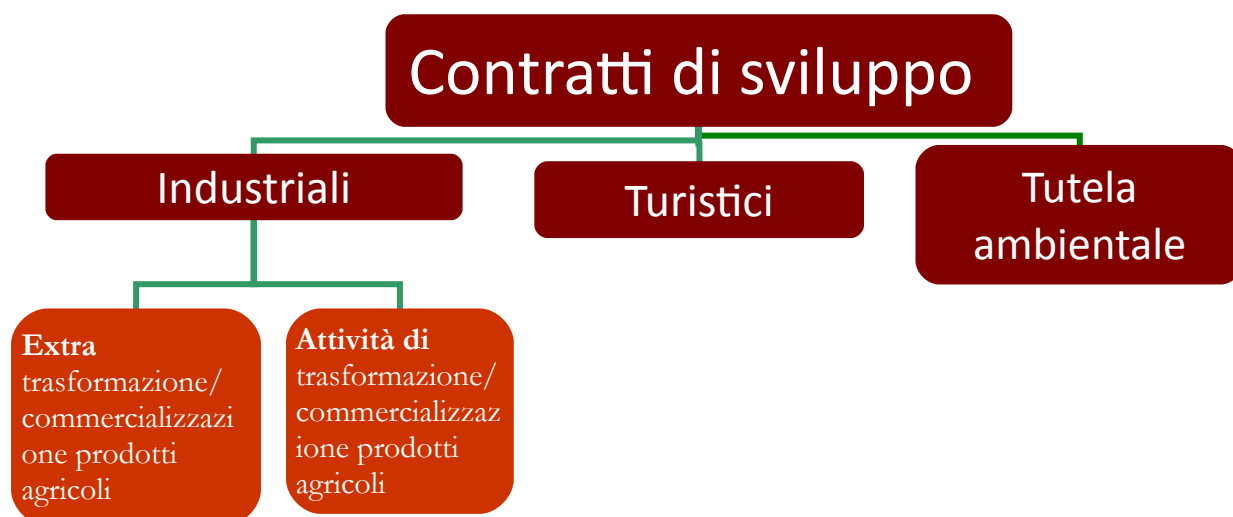 Contratti di sviluppo
Industriali
Turistici
Tutela
ambientale
Extra
trasformazione/
commercializzazi
one prodotti
agricoli
Attività di
trasformazione/
commercializzaz
ione prodotti
agricoli